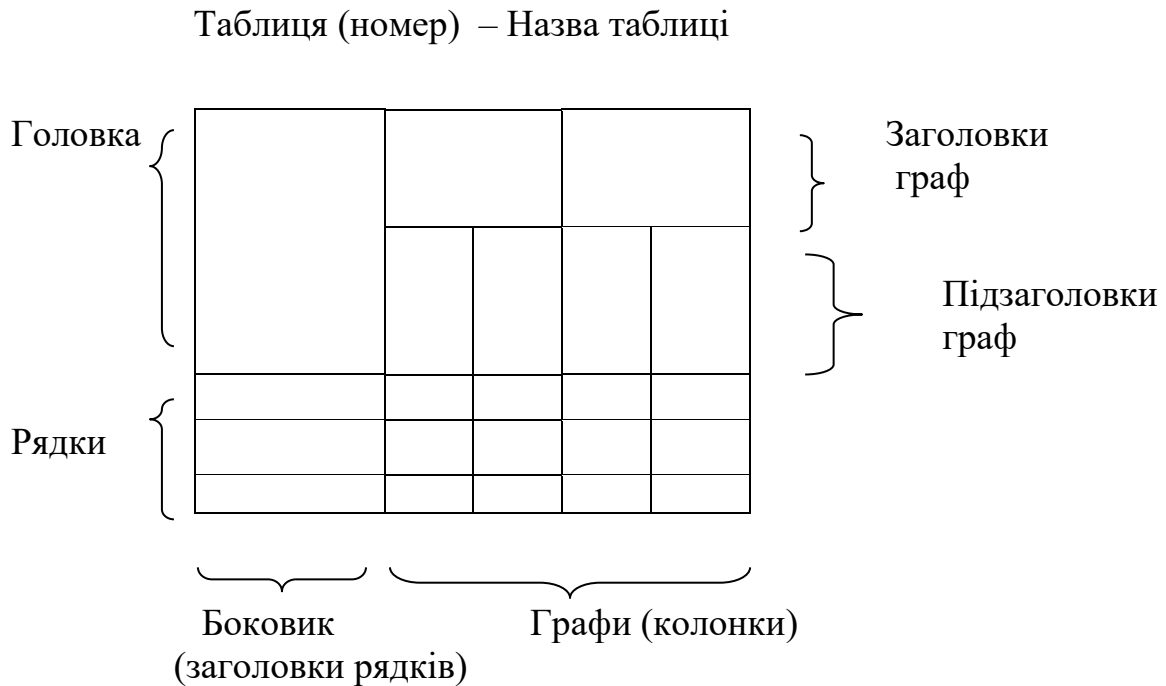 Таблиця (номер) – Назва таблиці
Головка
Заголовки
граф
Підзаголовки
граф
Рядки
Боковик
(заголовки рядків)
Графи (колонки)